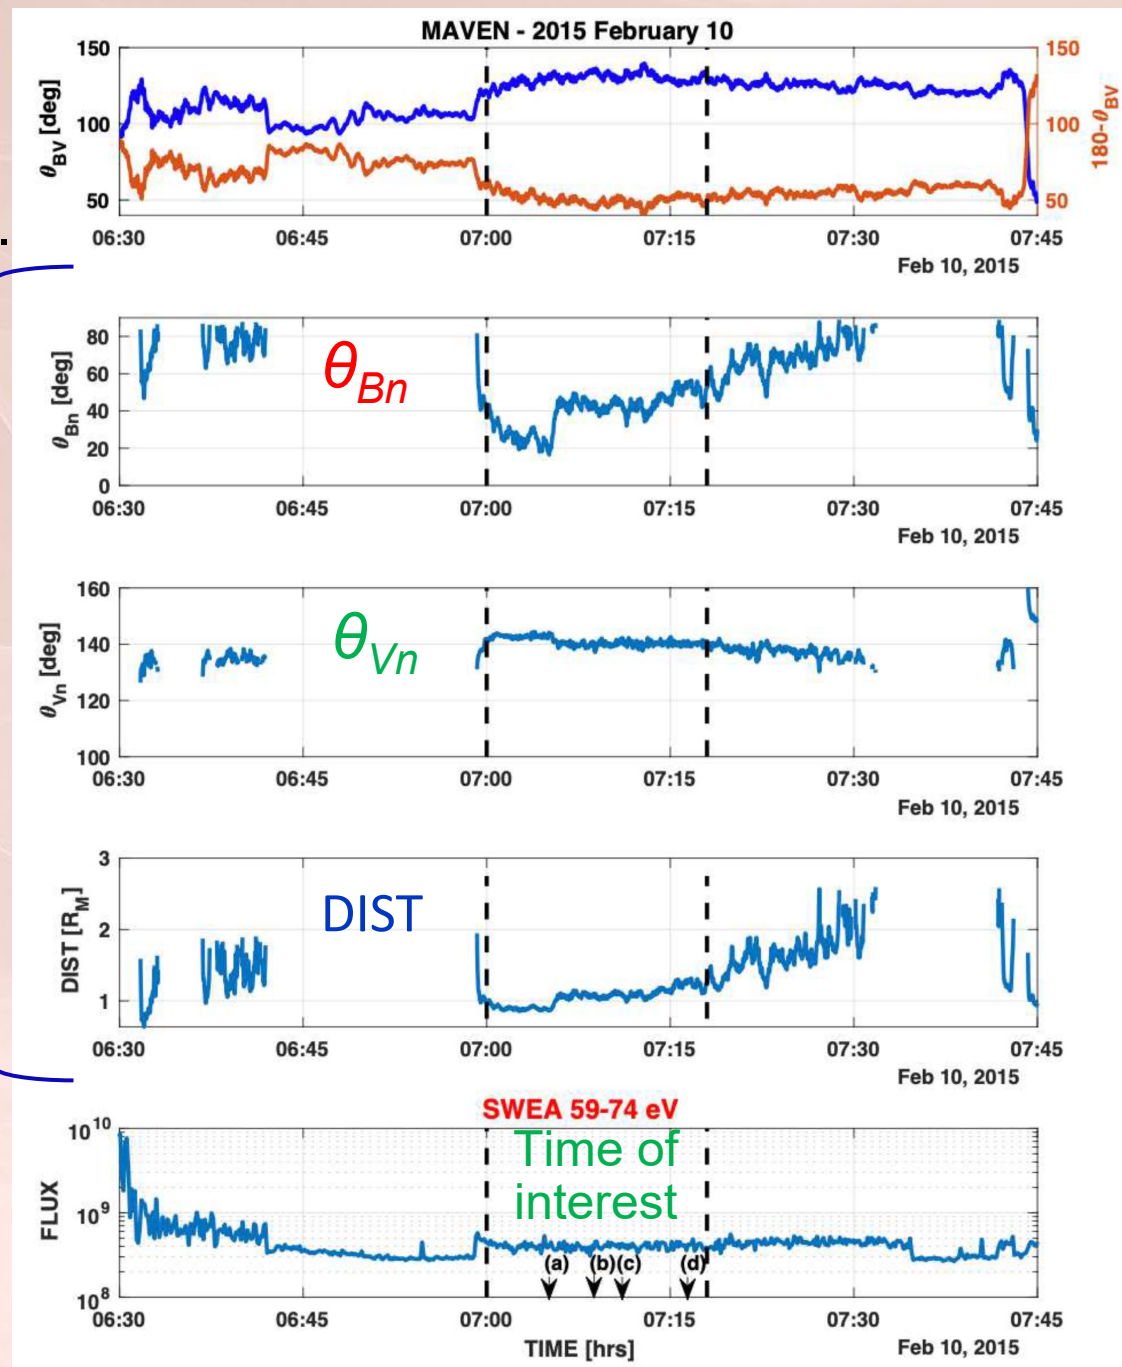 MAVEN - 2015 February 10
θBV [deg]
150
100
50
150
100
50
180-θBV
06:30 06:45 07:00 07:15 07:30 07:45
Feb 10, 2015
.
θBn [deg]
80
60
40
20
0
θBn
06:30 06:45 07:00 07:15 07:30 07:45
Feb 10, 2015
θVn [deg]
160
140
120
100
θVn
06:30 06:45 07:00 07:15 07:30 07:45
Feb 10, 2015
DIST [RM]
3
2
1
DIST
06:30 06:45 07:00 07:15 07:30 07:45
Feb 10, 2015
SWEA 59-74 eV
FLUX
10^10
10^9
10^8
Time of
interest
(a) (b) (c) (d)
06:30 06:45 07:00 07:15 07:30 07:45
TIME [hrs]
Feb 10, 2015